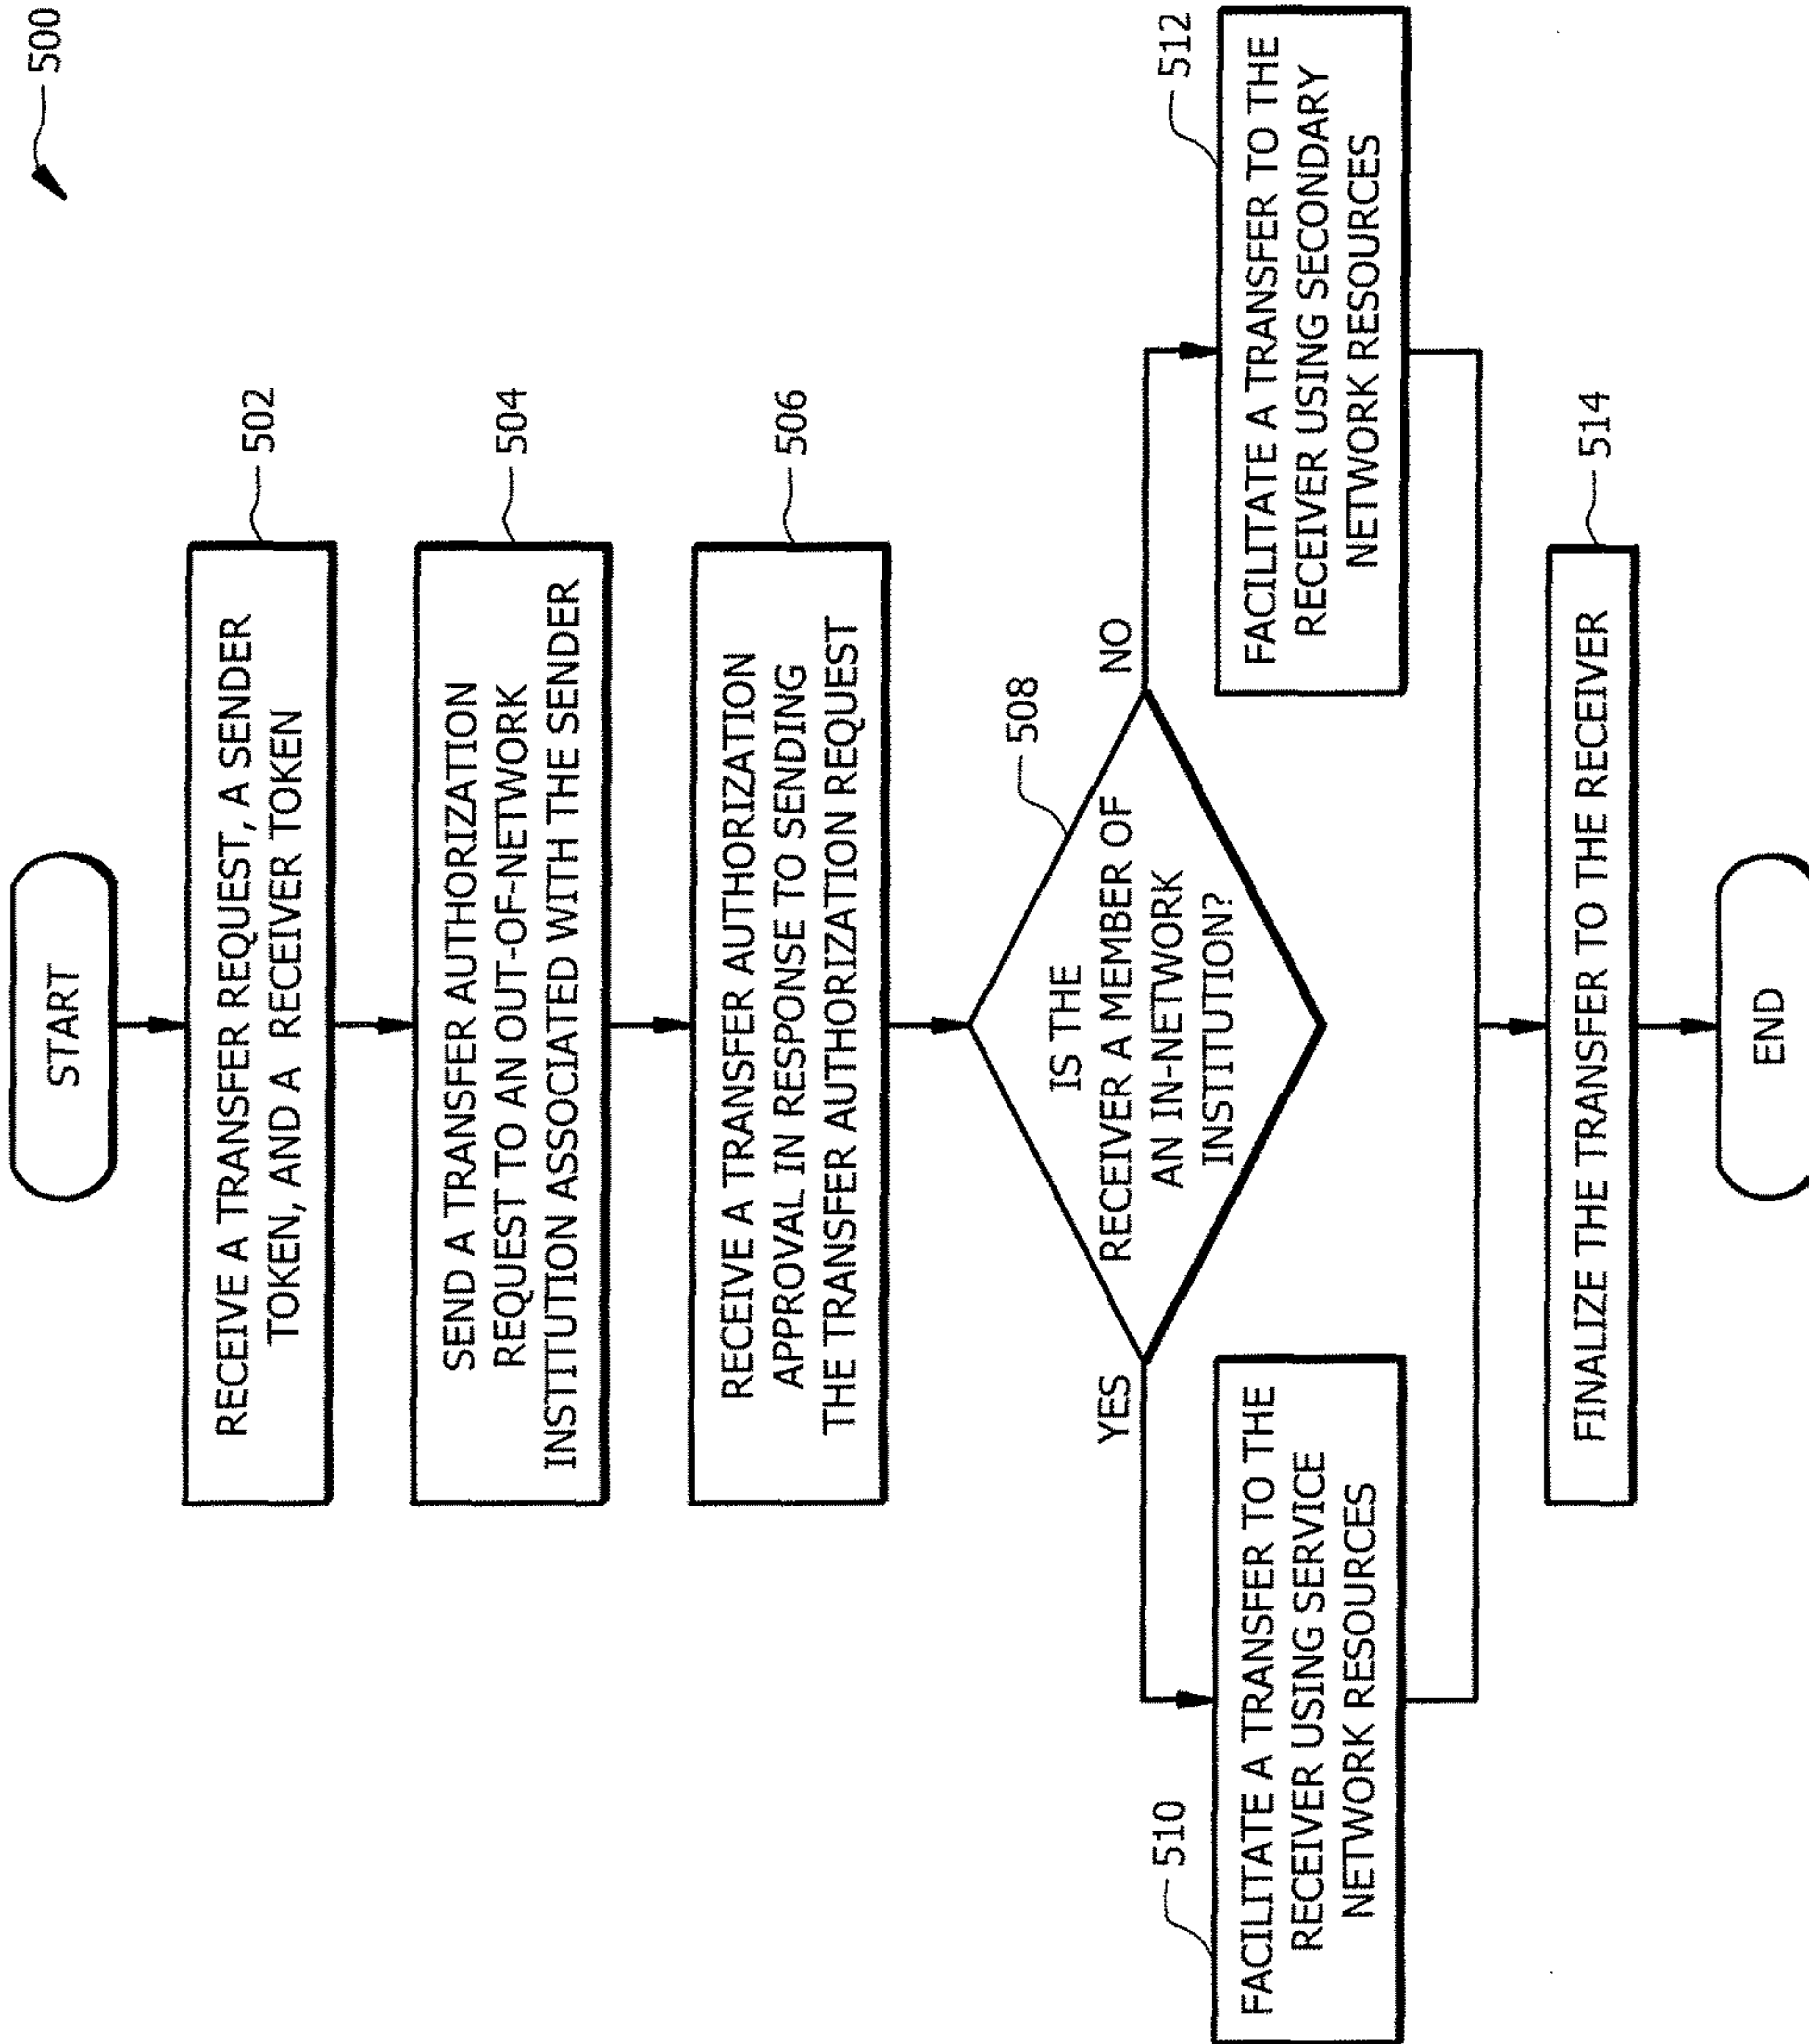 500
START
RECEIVE A TRANSFER REQUEST, A SENDER
TOKEN, AND A RECEIVER TOKEN
502
SEND A TRANSFER AUTHORIZATION
REQUEST TO AN OUT-OF-NETWORK
INSTITUTION ASSOCIATED WITH THE SENDER
504
RECEIVE A TRANSFER AUTHORIZATION
APPROVAL IN RESPONSE TO SENDING
THE TRANSFER AUTHORIZATION REQUEST
506
IS THE
RECEIVER A MEMBER OF
AN IN-NETWORK
INSTITUTION?
508
YES
NO
510
FACILITATE A TRANSFER TO THE
RECEIVER USING SERVICE
NETWORK RESOURCES
512
FACILITATE A TRANSFER TO THE
RECEIVER USING SECONDARY
NETWORK RESOURCES
FINALIZE THE TRANSFER TO THE RECEIVER
514
END